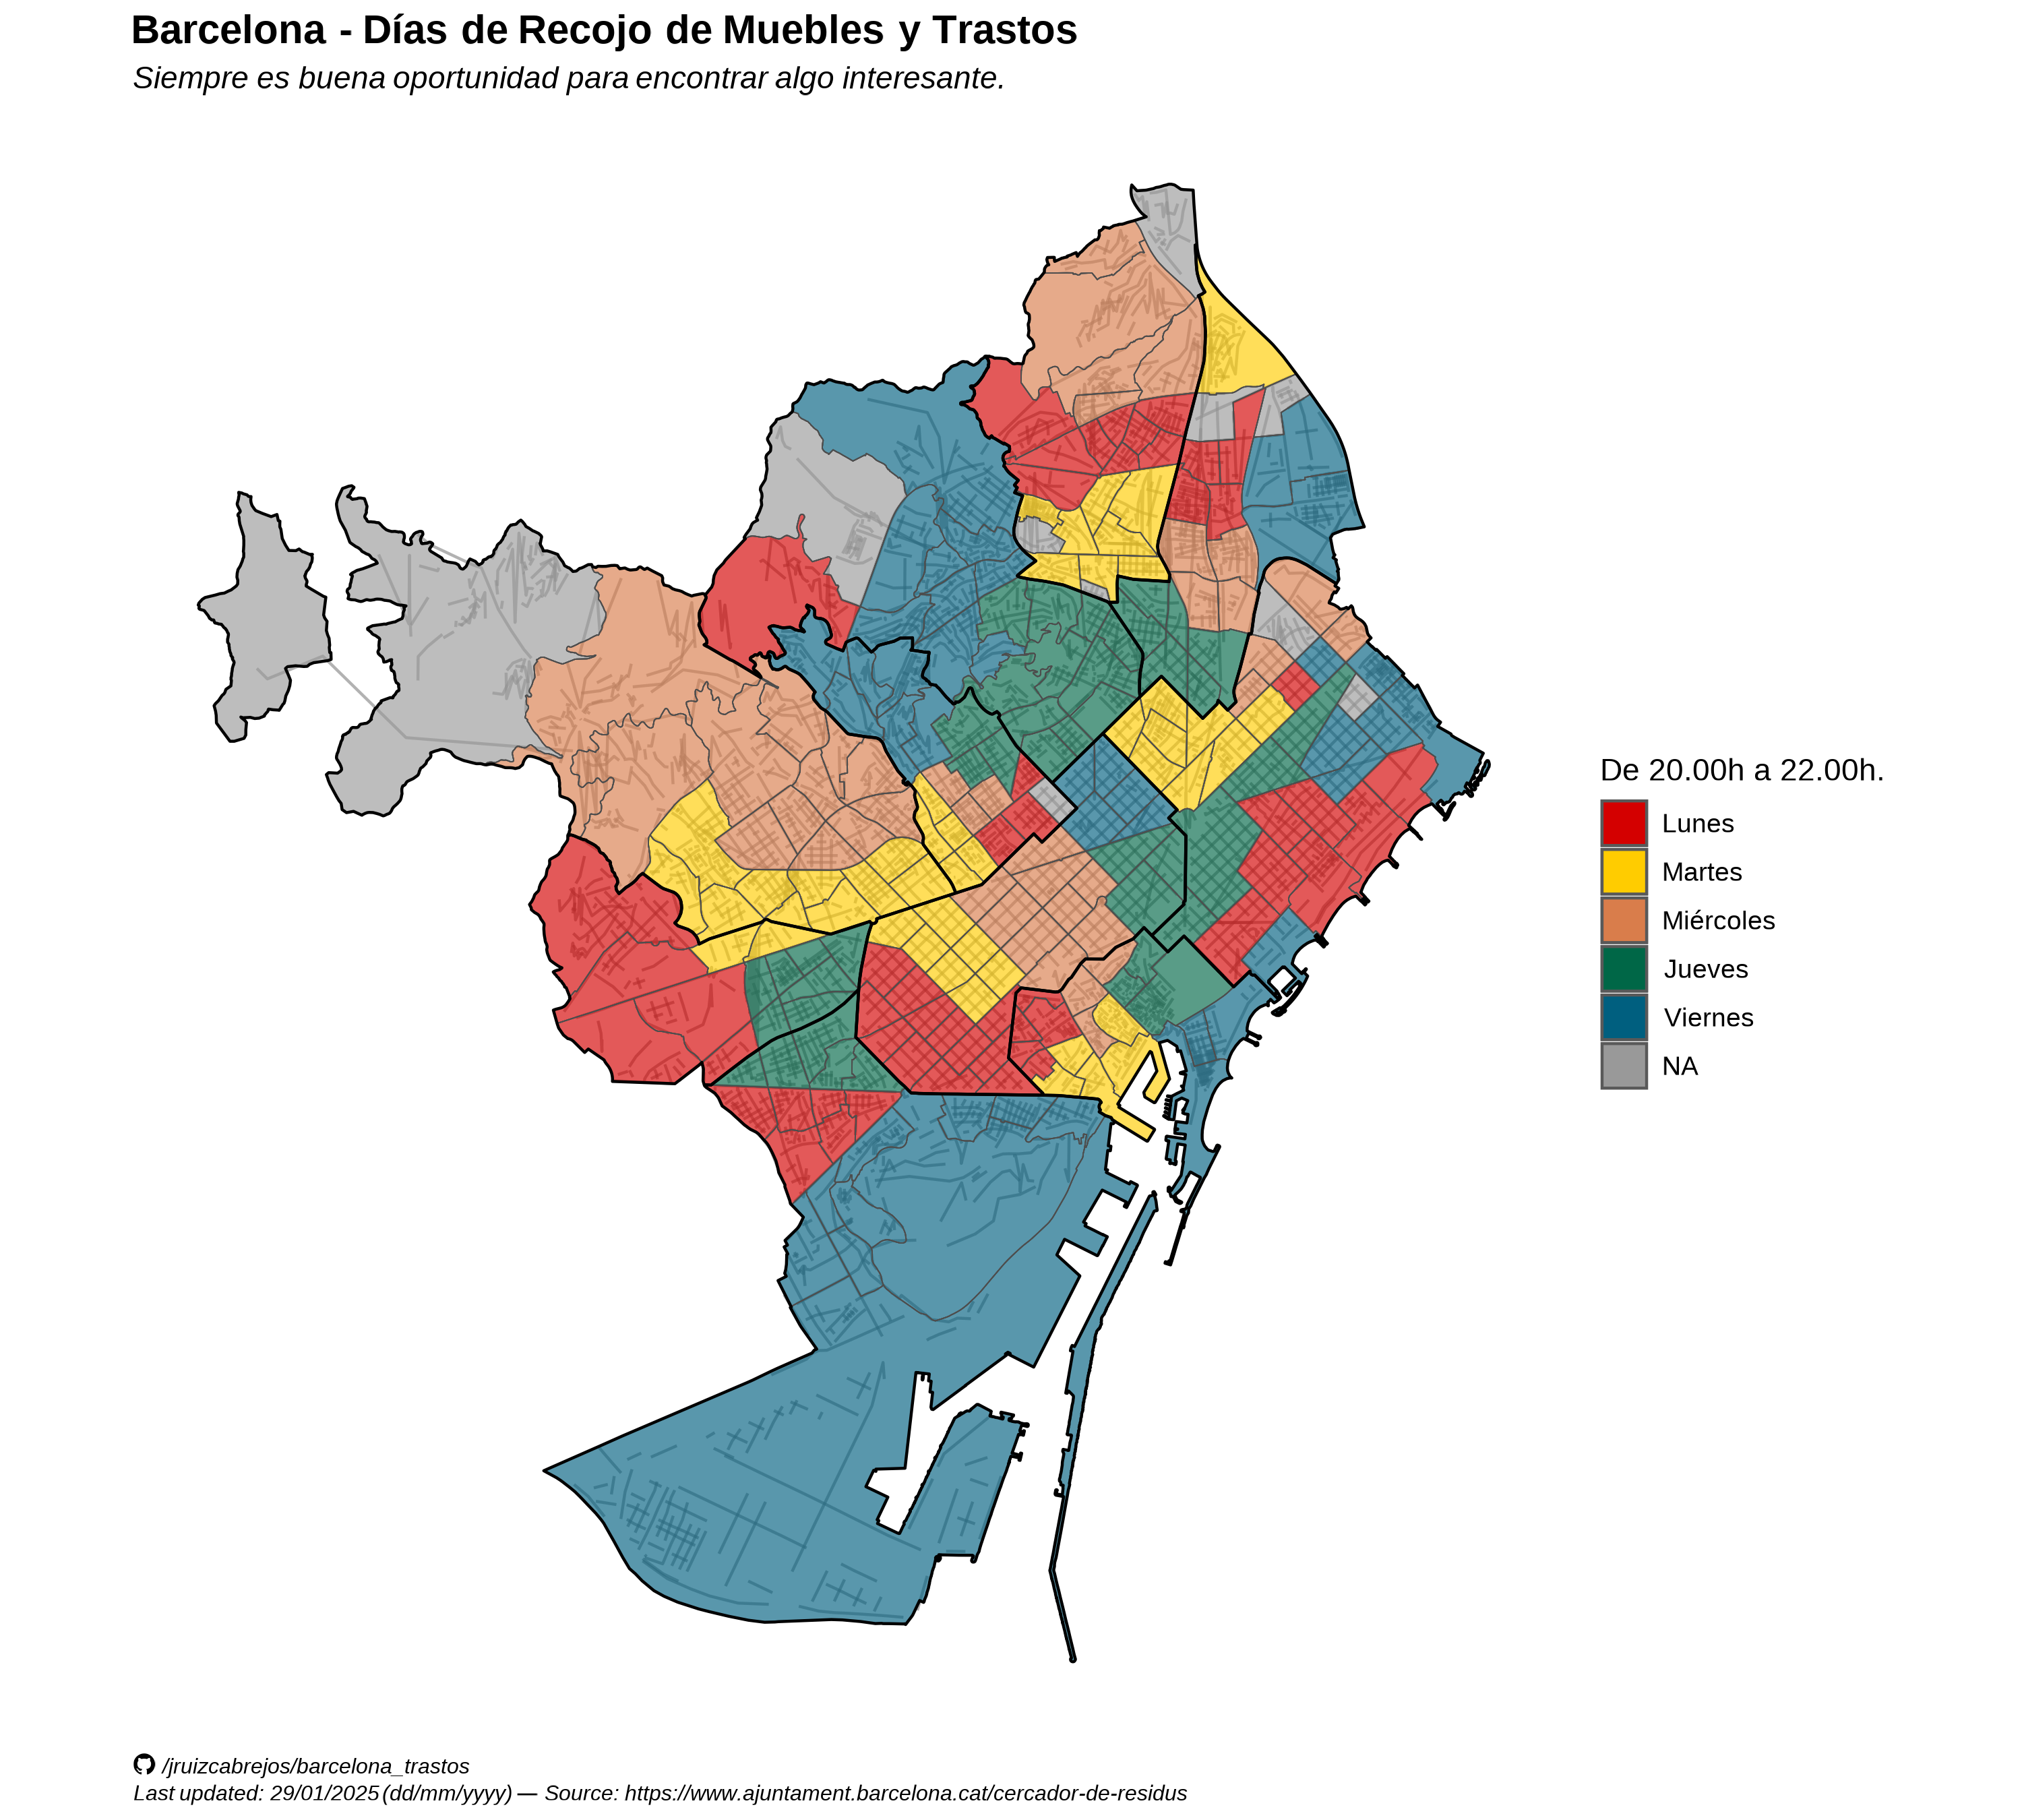 Barcelona - Días de Recojo de Muebles y Trastos
Siempre es buena oportunidad para encontrar algo interesante.
De 20.00h a 22.00h.
Lunes
Martes
Miércoles
Jueves
Viernes
NA
/jruizcabrejos/barcelona_trastos
Last updated: 29/01/2025 (dd/mm/yyyy) — Source: https://www.ajuntament.barcelona.cat/cercador-de-residus